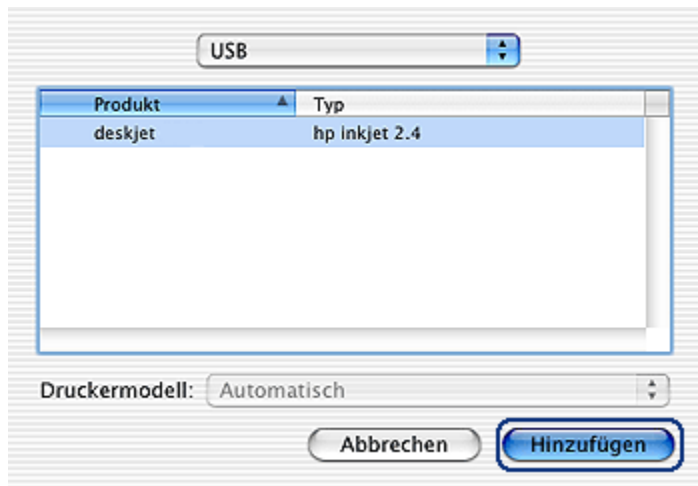 USB
Produkt Typ
deskjet hp inkjet 2.4
Druckermodell: Automatisch
Abbrechen Hinzufügen